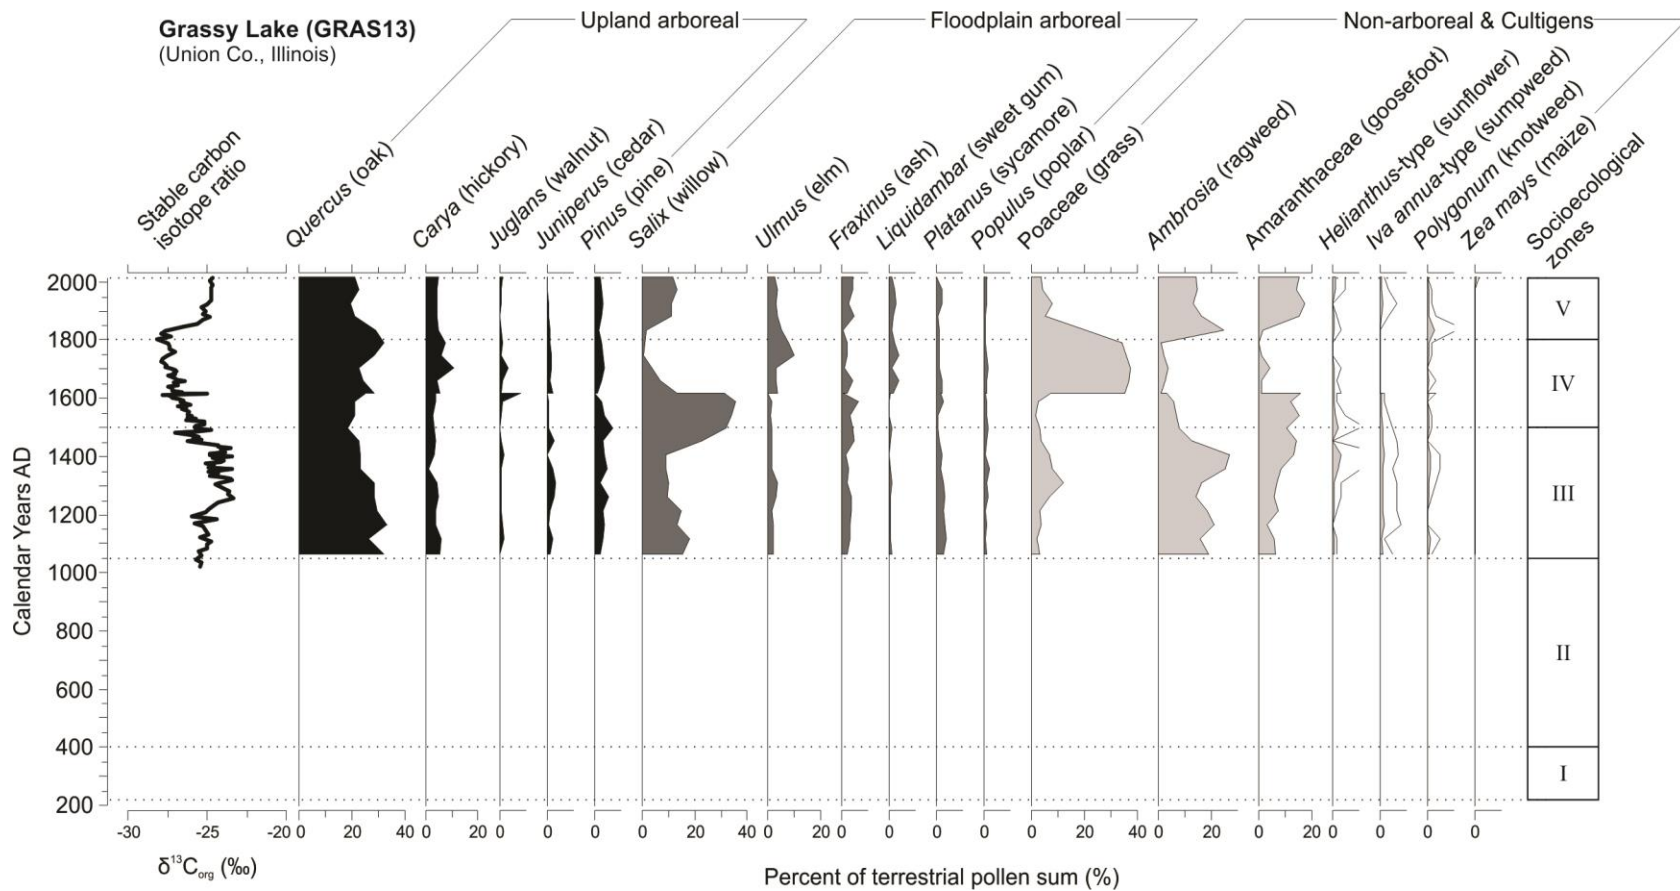 Grassy Lake (GRAS13)
(Union Co., Illinois)
Upland arboreal
Floodplain arboreal
Non-arboreal & Cultigens
Stable carbon
isotope ratio
Quercus (oak)
Carya (hickory)
Juglans (walnut)
Juniperus (cedar)
Pinus (pine)
Salix (willow)
Ulmus (elm)
Fraxinus (ash)
Liquidambar (sweet gum)
Platanus (sycamore)
Populus (poplar)
Poaceae (grass)
Ambrosia (ragweed)
Amaranthaceae (goosefoot)
Helianthus-type (sunflower)
Iva annua-type (sumpweed)
Polygonum (knotweed)
Zea mays (maize)
Socioecological
zones
Calendar Years AD
2000
1800
1600
1400
1200
1000
800
600
400
200
V
IV
III
II
I
-30 -25 -20 0 20 40 0 20 0 0 0 0 20 40 0 20 0 0 0 0 0 20 40 0 20 0 20 0 0 0 0
δ¹³Corg (‰)
Percent of terrestrial pollen sum (%)